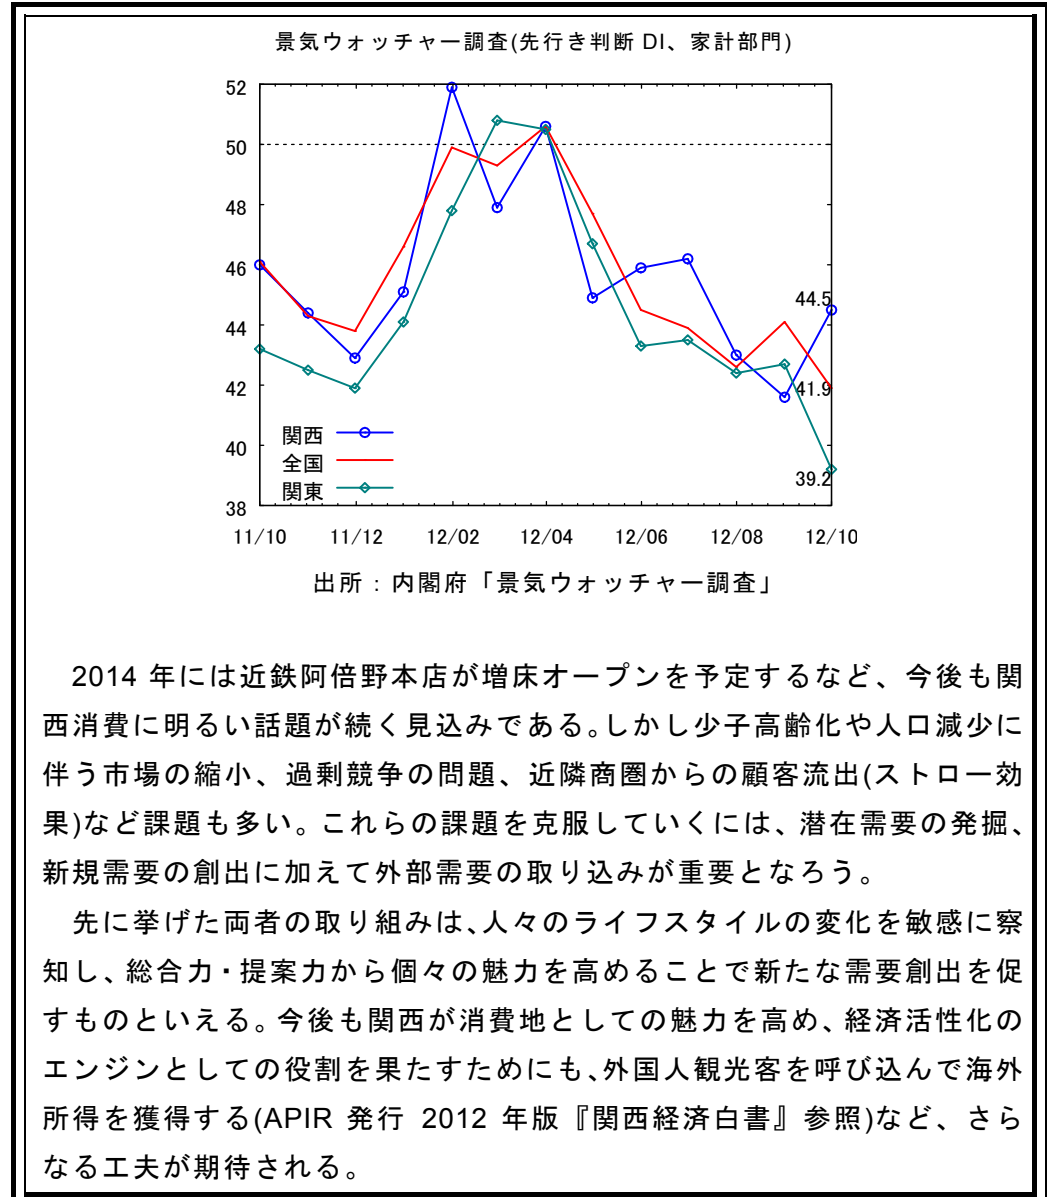 景気ウォッチャー調査(先行き判断 DI、家計部門)
52
50
48
46
44
42
40
38
44.5
41.9
39.2
関西
全国
関東
11/10
11/12
12/02
12/04
12/06
12/08
12/10
出所：内閣府「景気ウォッチャー調査」
2014 年には近鉄阿倍野本店が増床オープンを予定するなど、今後も関
西消費に明るい話題が続く見込みである。しかし少子高齢化や人口減少に
伴う市場の縮小、過剰競争の問題、近隣商圏からの顧客流出(ストロー効
果)など課題も多い。これらの課題を克服していくには、潜在需要の発掘、
新規需要の創出に加えて外部需要の取り込みが重要となろう。
先に挙げた両者の取り組みは、人々のライフスタイルの変化を敏感に察
知し、総合力・提案力から個々の魅力を高めることで新たな需要創出を促
すものといえる。今後も関西が消費地としての魅力を高め、経済活性化の
エンジンとしての役割を果たすためにも、外国人観光客を呼び込んで海外
所得を獲得する(APIR 発行 2012 年版『関西経済白書』参照)など、さら
なる工夫が期待される。